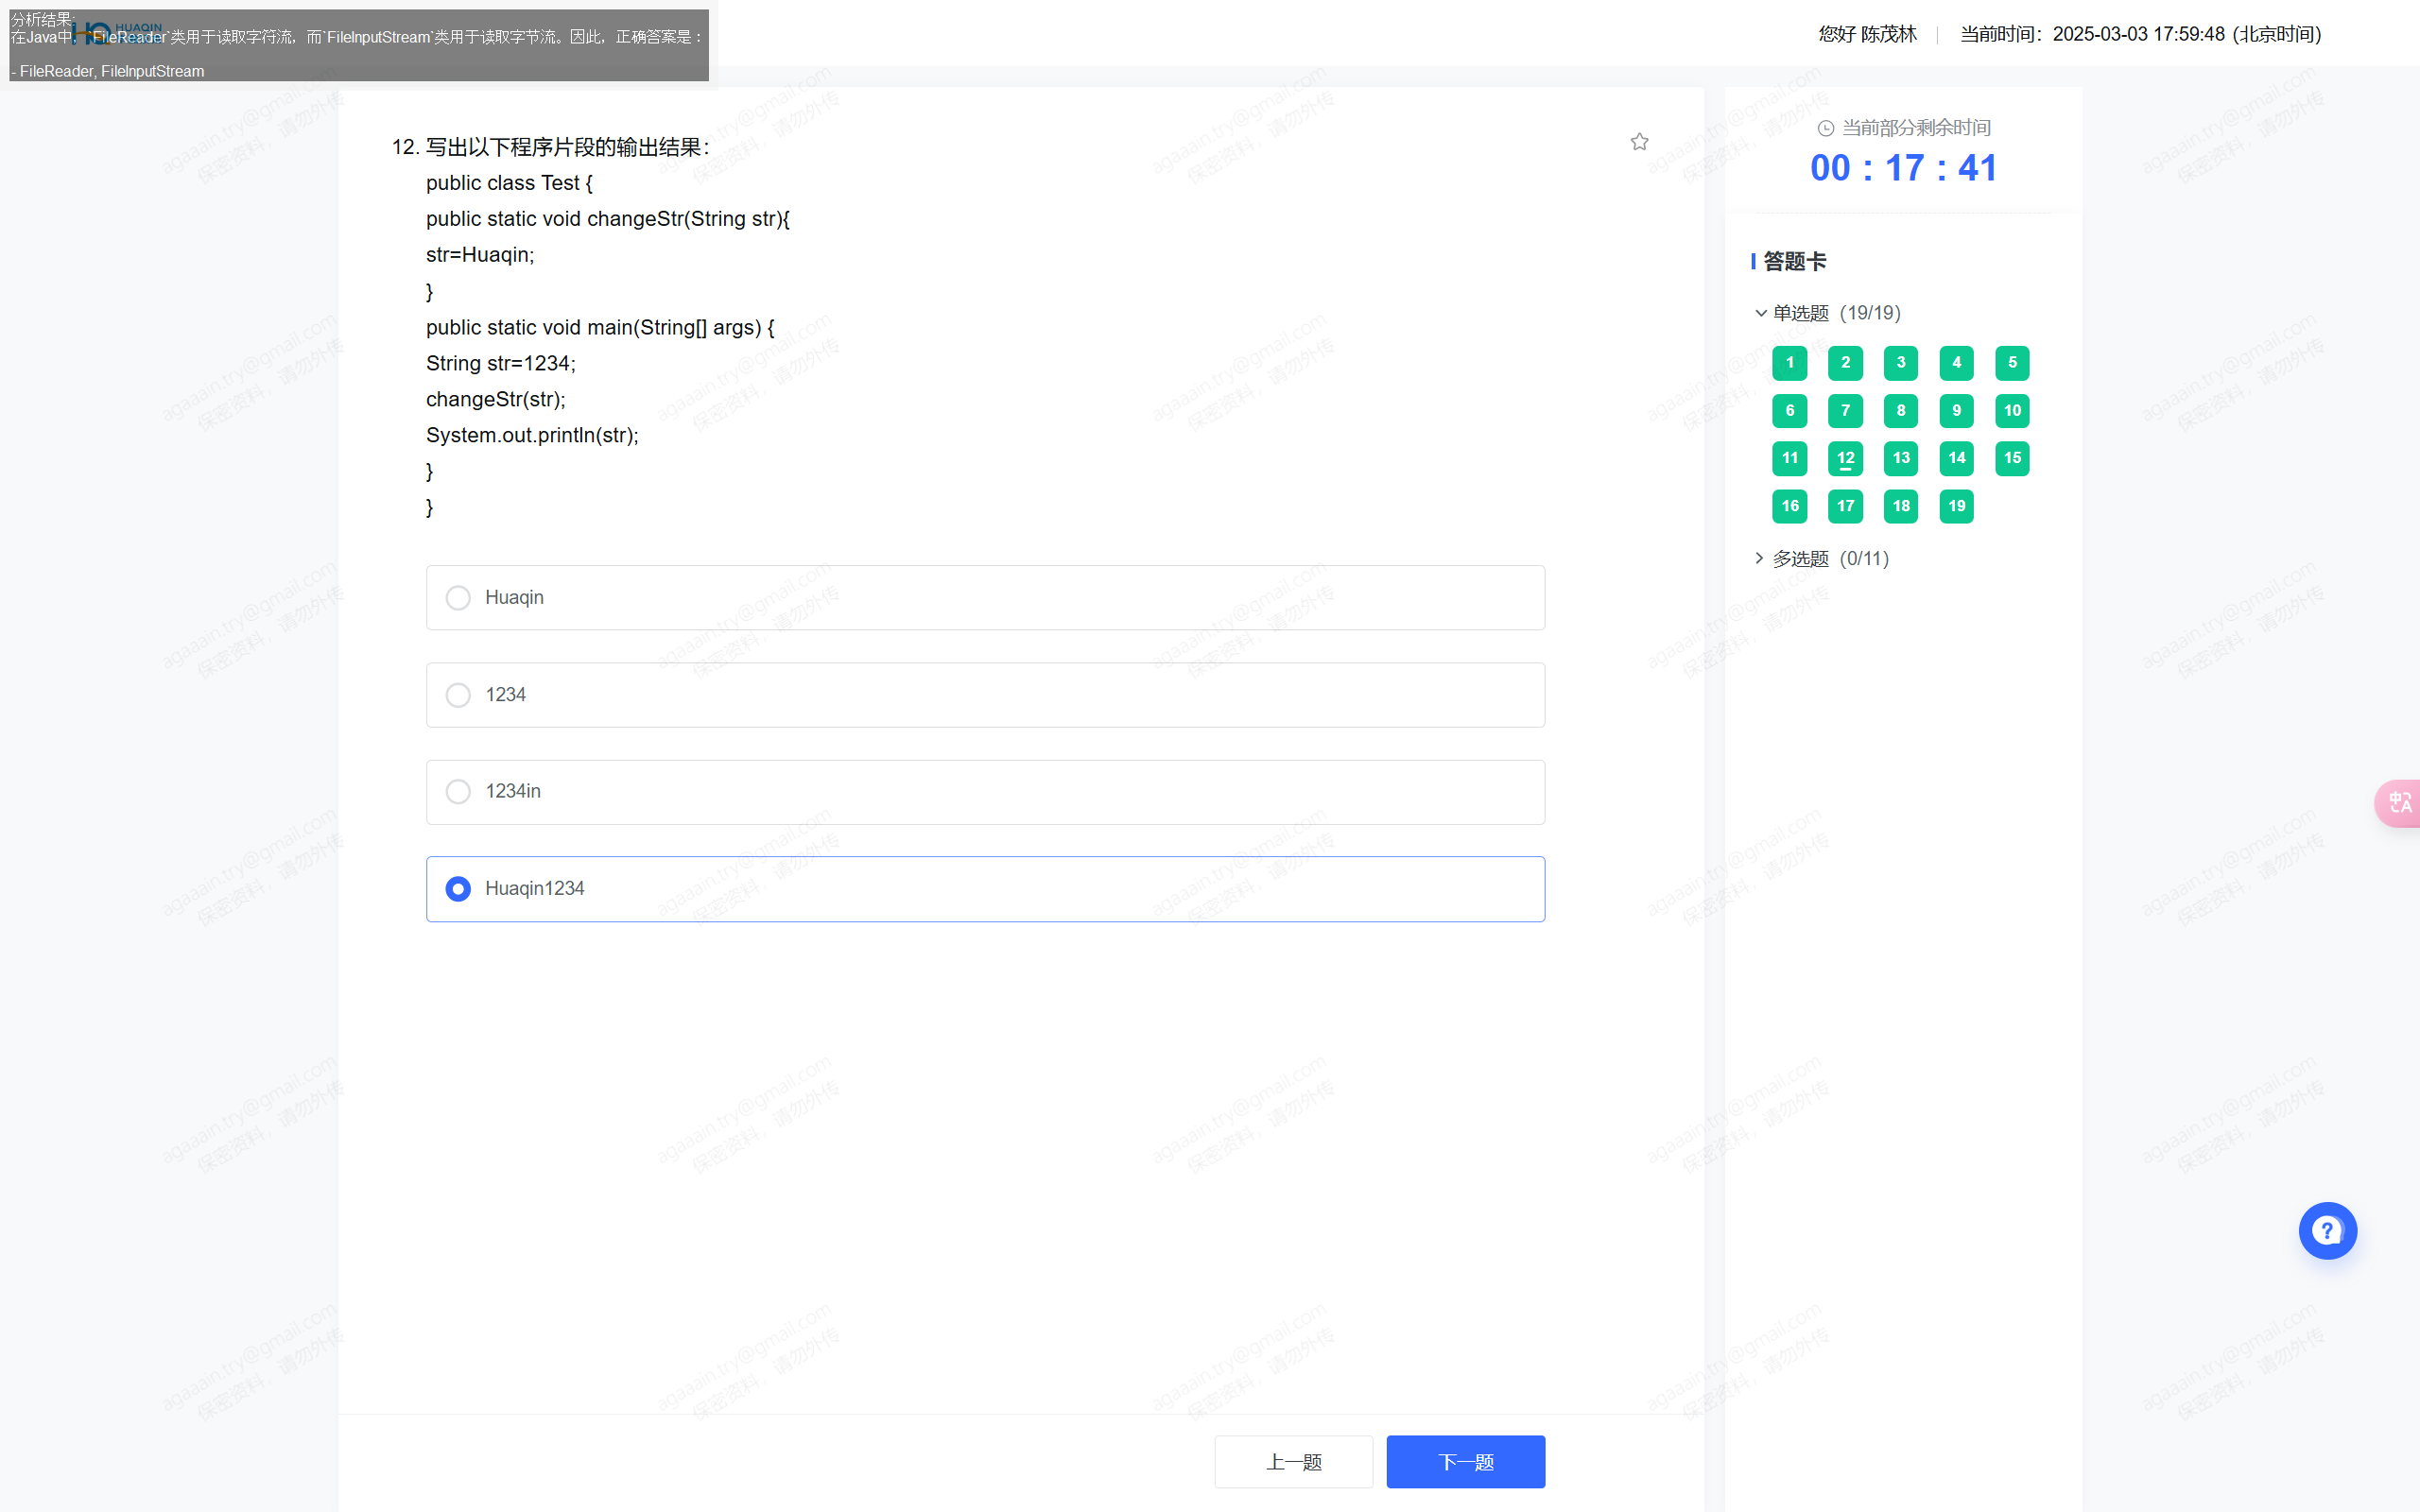 分析结果:
HUAQIN
在Java中，`FileReader`类用于读取字符流，而`FileInputStream`类用于读取字节流。因此，正确答案是：
- FileReader, FileInputStream
您好 陈茂林
当前时间：2025-03-03 17:59:48 (北京时间)
12. 写出以下程序片段的输出结果：
public class Test {
public static void changeStr(String str){
str=Huaqin;
}
public static void main(String[] args) {
String str=1234;
changeStr(str);
System.out.println(str);
}
}
Huaqin
1234
1234in
Huaqin1234
上一题
下一题
当前部分剩余时间
00 : 17 : 41
答题卡
单选题（19/19）
1 2 3 4 5
6 7 8 9 10
11 12 13 14 15
16 17 18 19
多选题（0/11）
agaaain.try@gmail.com
保密资料，请勿外传